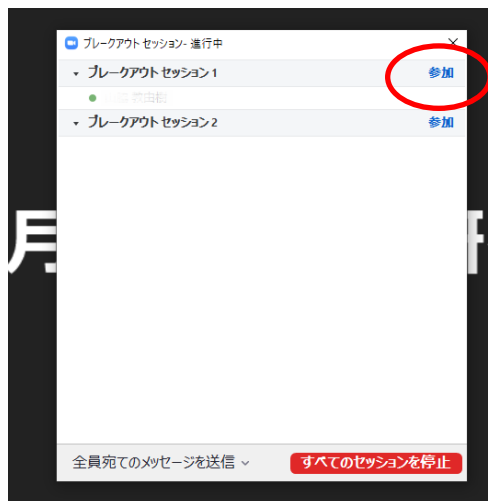 ブレークアウト セッション - 進行中
ブレークアウト セッション 1 参加
ブレークアウト セッション 2 参加
月
全員宛てのメッセージを送信
すべてのセッションを停止